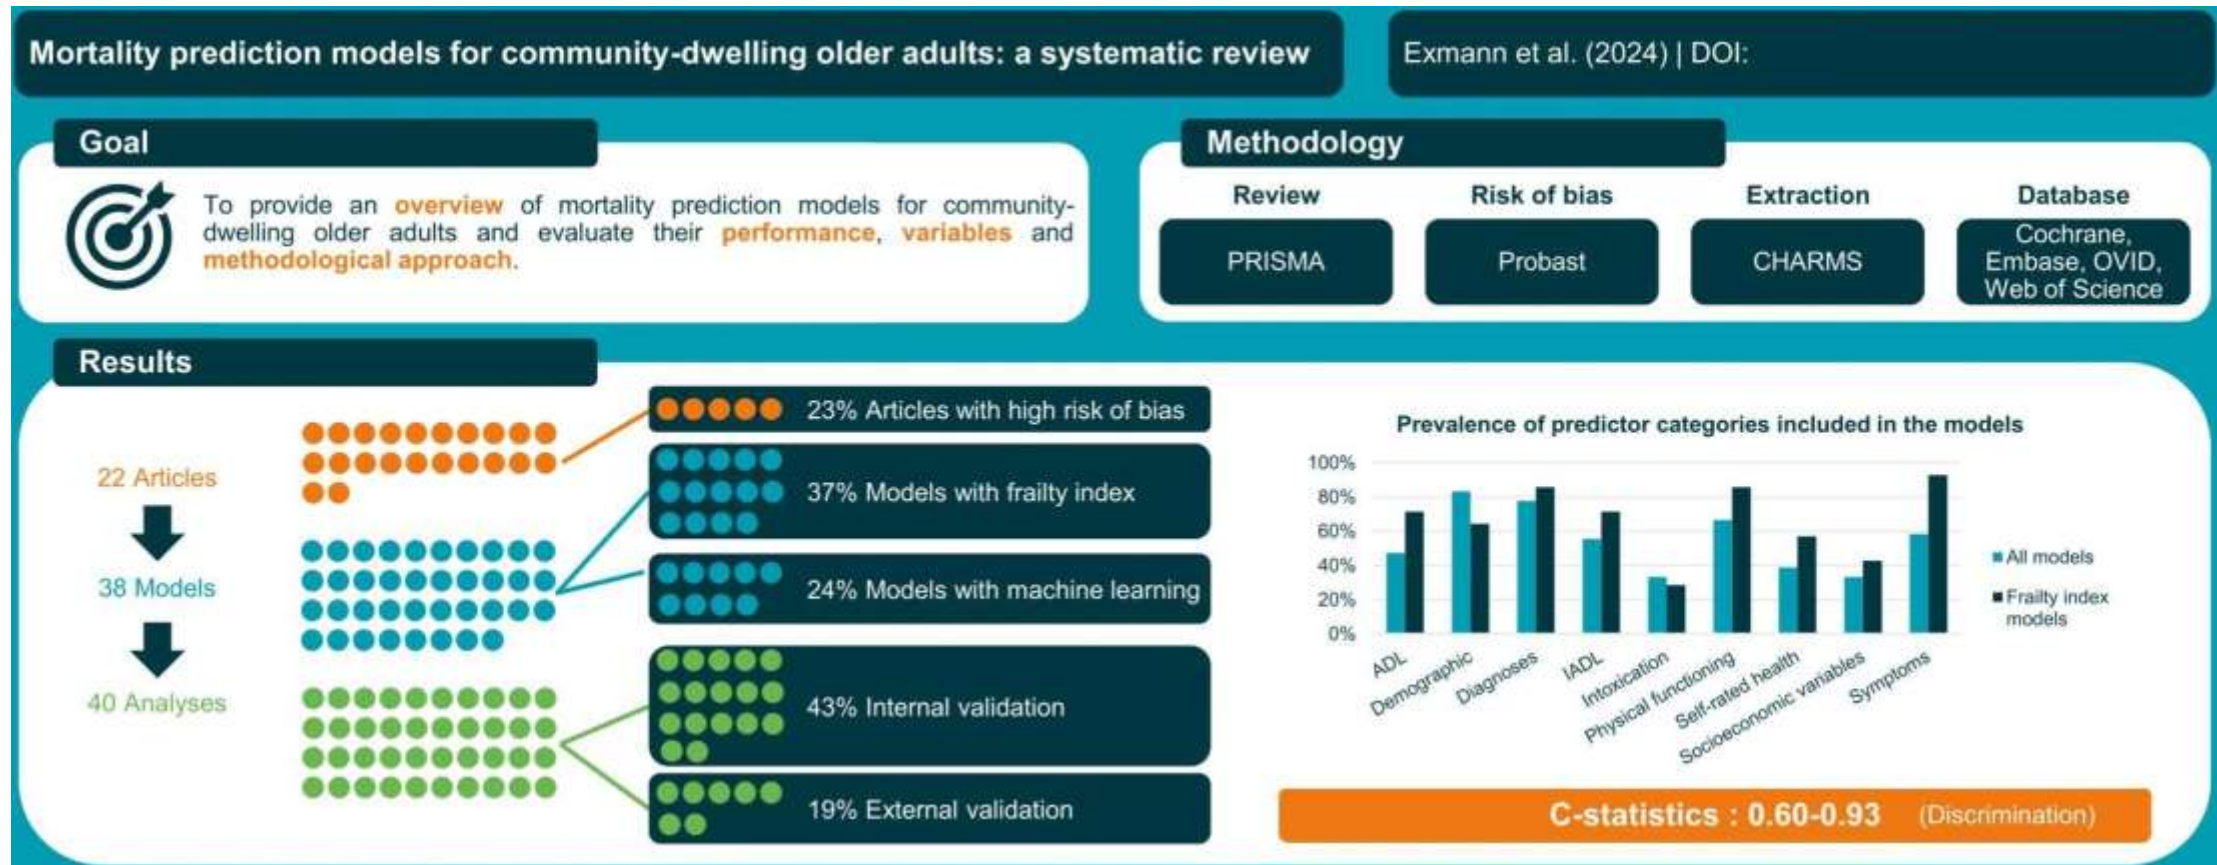 Mortality prediction models for community-dwelling older adults: a systematic review
Exmann et al. (2024) | DOI:
Goal
To provide an overview of mortality prediction models for community-
dwelling older adults and evaluate their performance, variables and
methodological approach.
Methodology
Review
Risk of bias
Extraction
Database
PRISMA
Probast
CHARMS
Cochrane,
Embase, OVID,
Web of Science
Results
22 Articles
38 Models
40 Analyses
23% Articles with high risk of bias
37% Models with frailty index
24% Models with machine learning
43% Internal validation
19% External validation
Prevalence of predictor categories included in the models
100%
80%
60%
40%
20%
0%
ADL
Demographic
Diagnoses
IADL
Intoxication
Physical functioning
Self-rated health
Socioeconomic variables
Symptoms
All models
Frailty index
models
C-statistics : 0.60-0.93 (Discrimination)